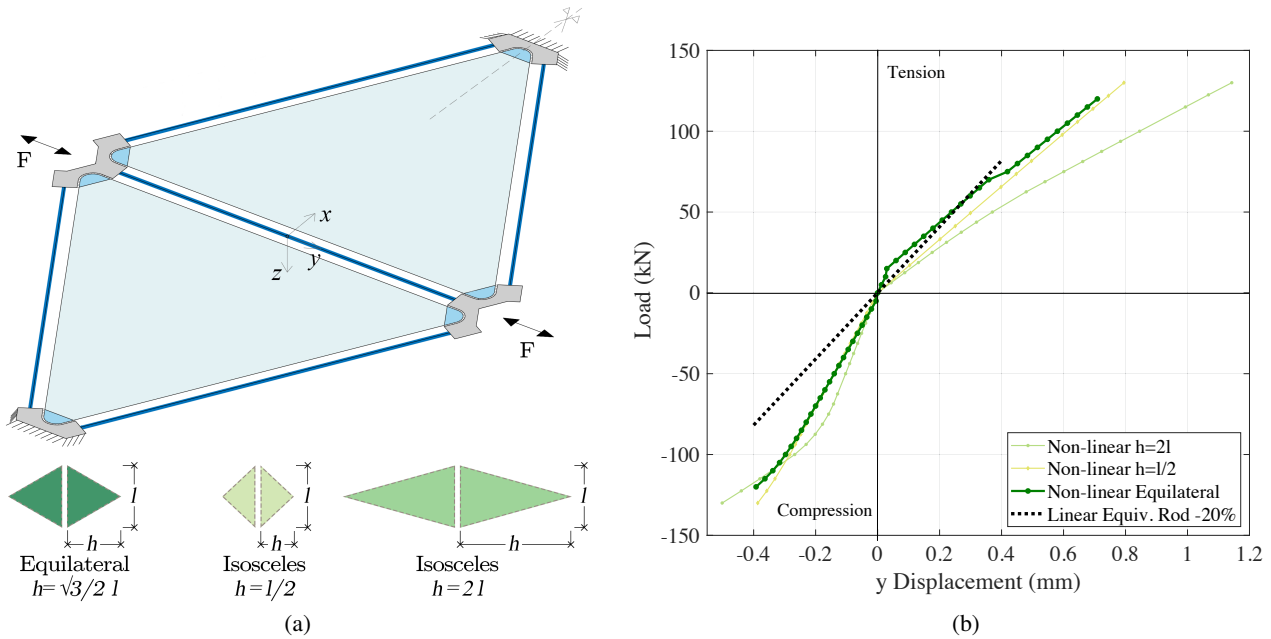 F
x
y
z
F
l
h
Equilateral
h=√3/2 l
l
h
Isosceles
h=l/2
l
h
Isosceles
h=2l
(a)
150
100
50
0
-50
-100
-150
Load (kN)
-0.4
-0.2
0
0.2
0.4
0.6
0.8
1
1.2
y Displacement (mm)
Tension
Compression
Non-linear h=2l
Non-linear h=l/2
Non-linear Equilateral
Linear Equiv. Rod -20%
(b)